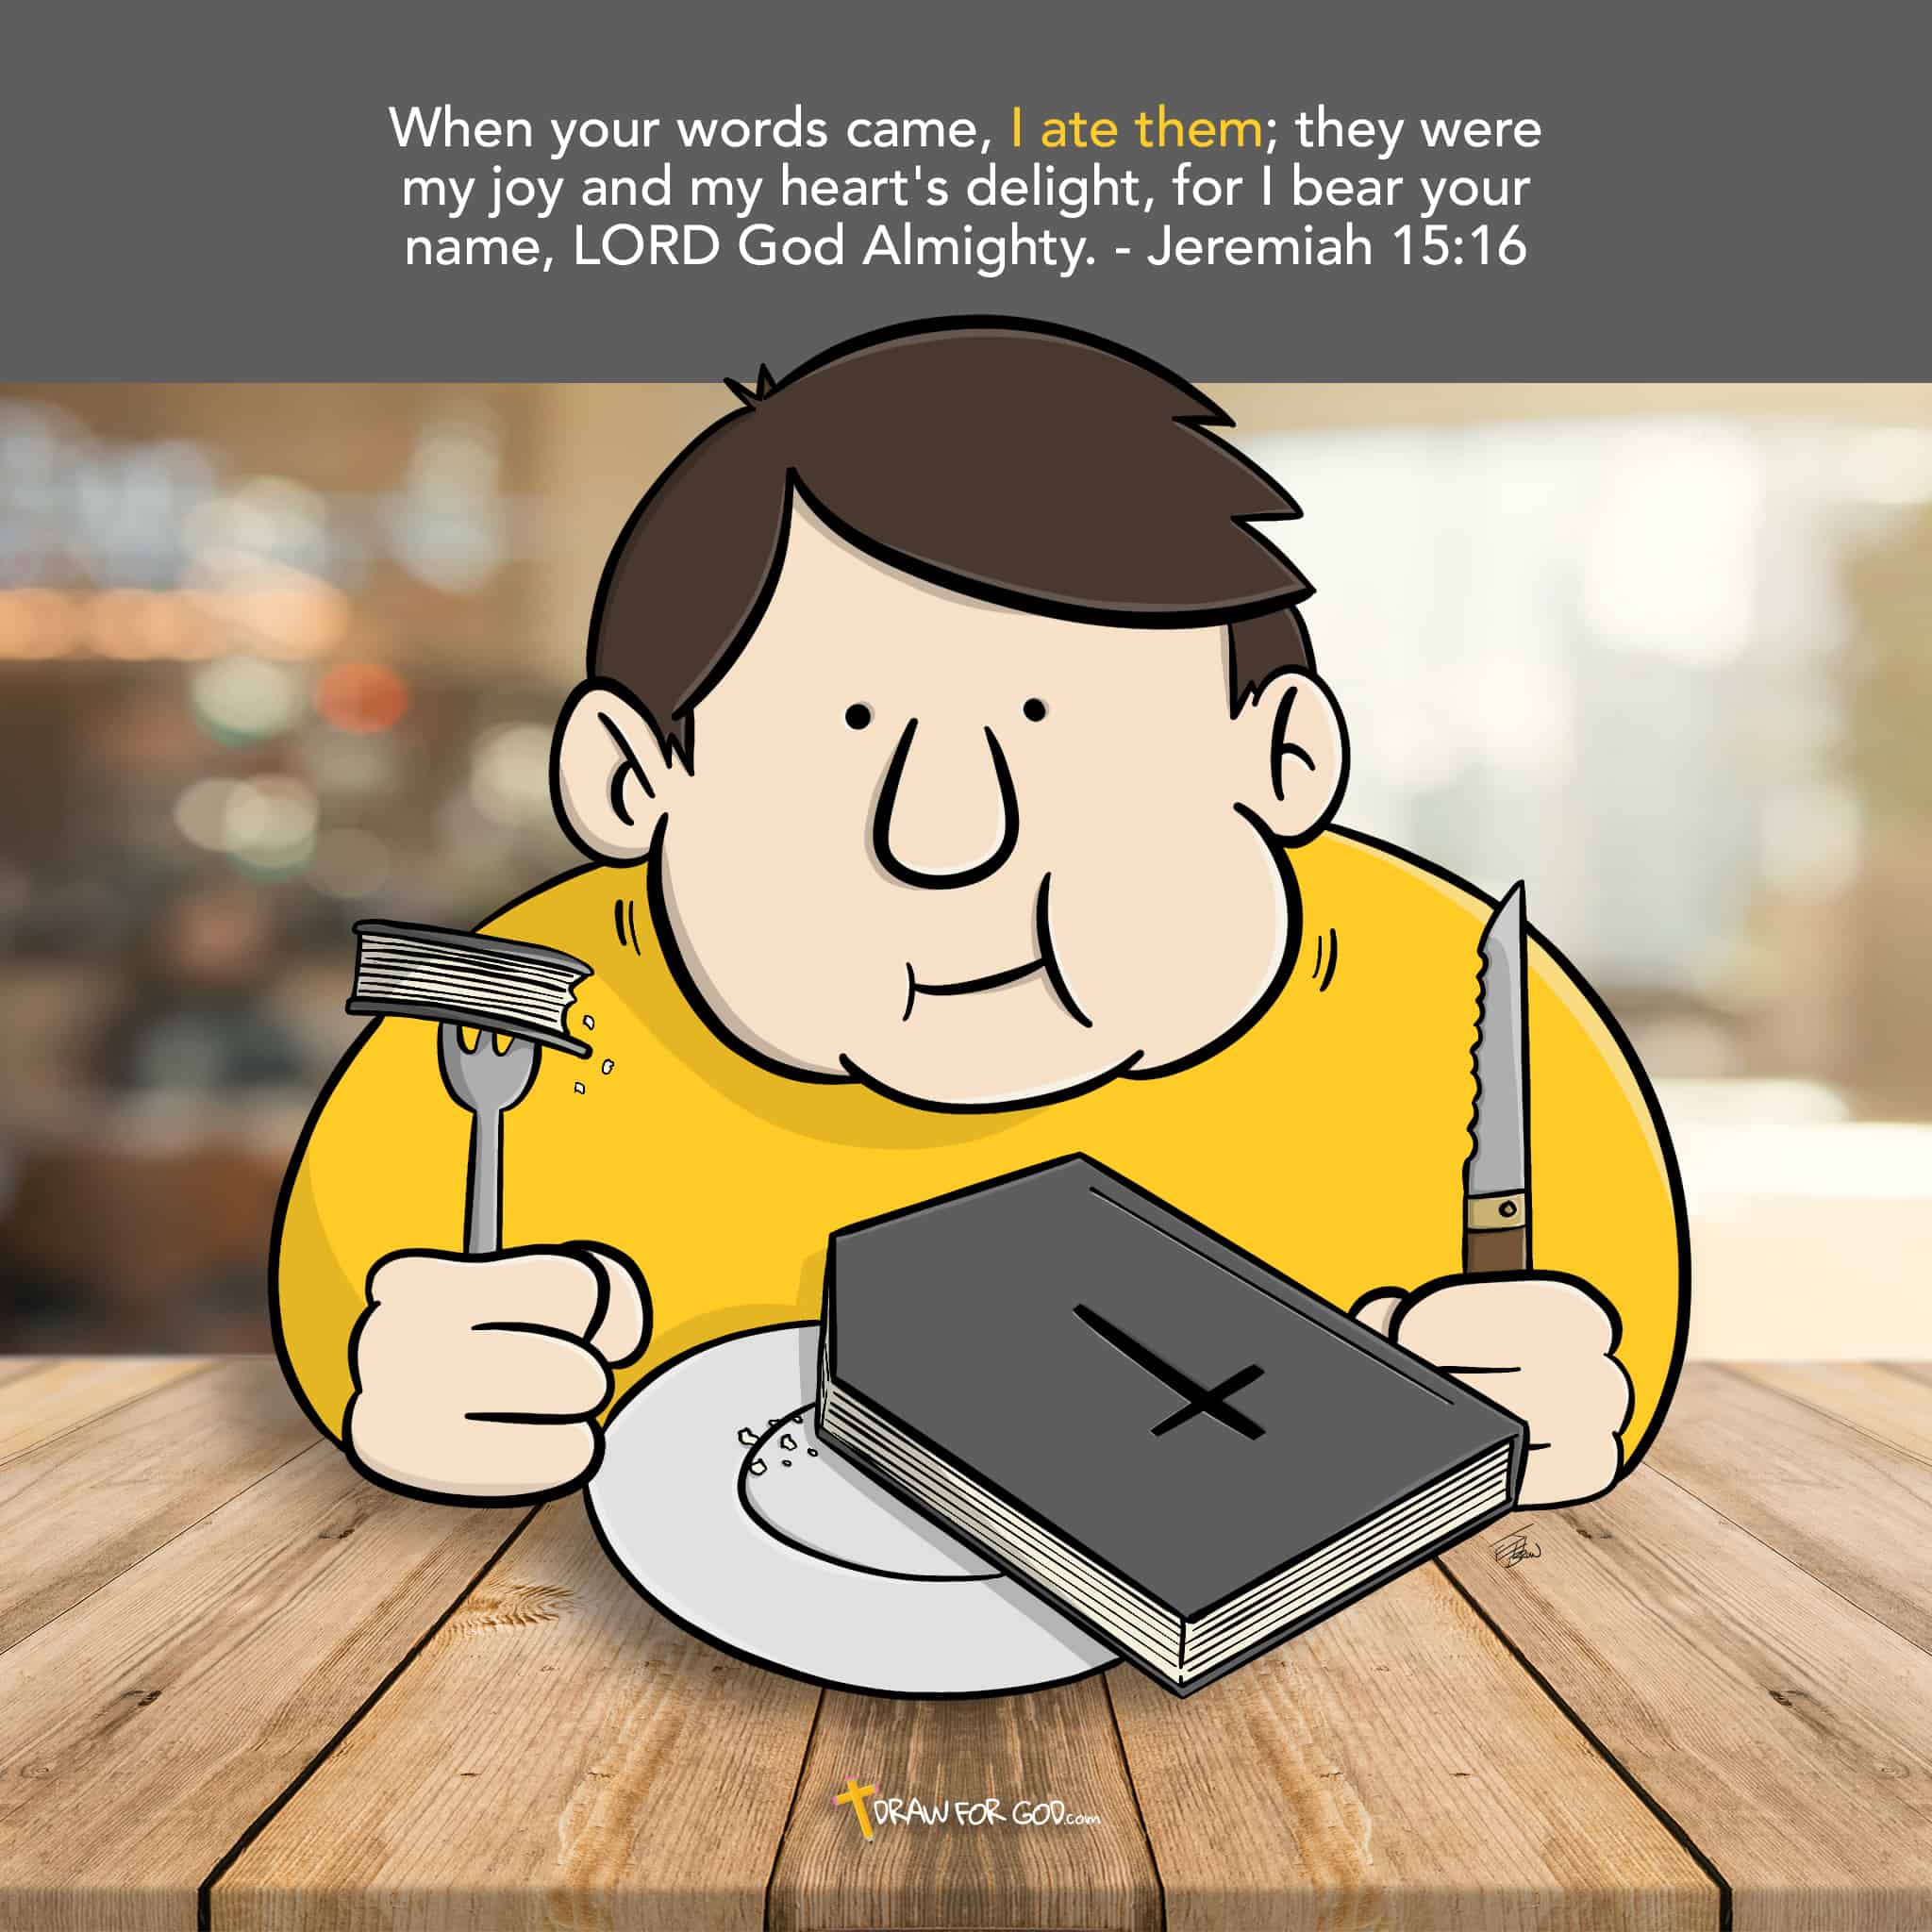 When your words came, I ate them; they were
my joy and my heart's delight, for I bear your
name, LORD God Almighty. - Jeremiah 15:16
DRAW FOR GOD.com